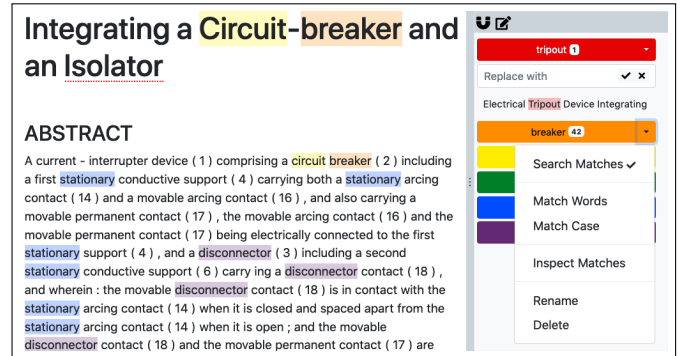 Integrating a Circuit-breaker and
an Isolator
ABSTRACT
A current - interrupter device ( 1 ) comprising a circuit breaker ( 2 ) including
a first stationary conductive support ( 4 ) carrying both a stationary arcing
contact ( 14 ) and a movable arcing contact ( 16 ) , and also carrying a
movable permanent contact ( 17 ) , the movable arcing contact ( 16 ) and the
movable permanent contact ( 17 ) being electrically connected to the first
stationary support ( 4 ) , and a disconnector ( 3 ) including a second
stationary conductive support ( 6 ) carry ing a disconnector contact ( 18 ) ,
and wherein : the movable disconnector contact ( 18 ) is in contact with the
stationary arcing contact ( 14 ) when it is closed and spaced apart from the
stationary arcing contact ( 14 ) when it is open ; and the movable
disconnector contact ( 18 ) and the movable permanent contact ( 17 ) are
tripout 1
Replace with
Electrical Tripout Device Integrating
breaker 42
Search Matches
Match Words
Match Case
Inspect Matches
Rename
Delete